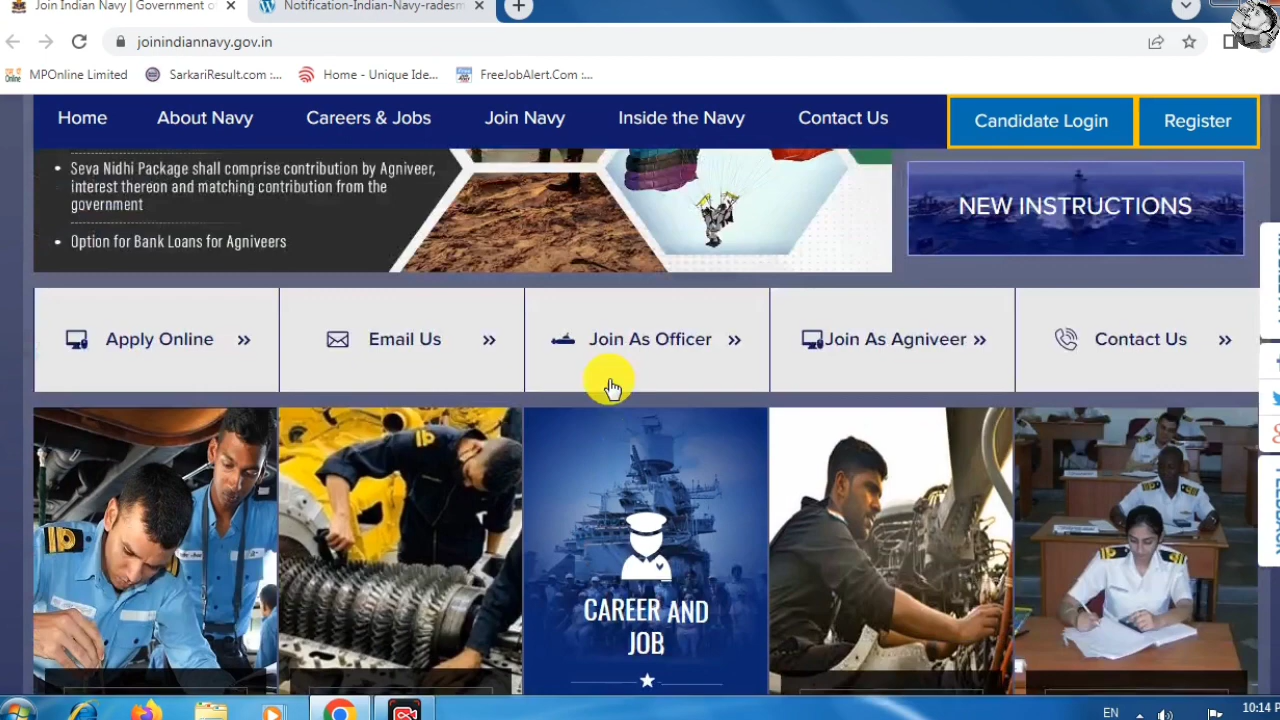 Join Indian Navy | Government of
Notification-Indian-Navy-radesm
joinindiannavy.gov.in
MPOnline Limited
SarkariResult.com :...
Home - Unique Ide...
FreeJobAlert.Com :...
Home
About Navy
Careers & Jobs
Join Navy
Inside the Navy
Contact Us
Candidate Login
Register
• Seva Nidhi Package shall comprise contribution by Agniveer,
interest thereon and matching contribution from the
government
• Option for Bank Loans for Agniveers
NEW INSTRUCTIONS
Apply Online »
Email Us »
Join As Officer »
Join As Agniveer »
Contact Us »
CAREER AND
JOB
EN
10:14 P